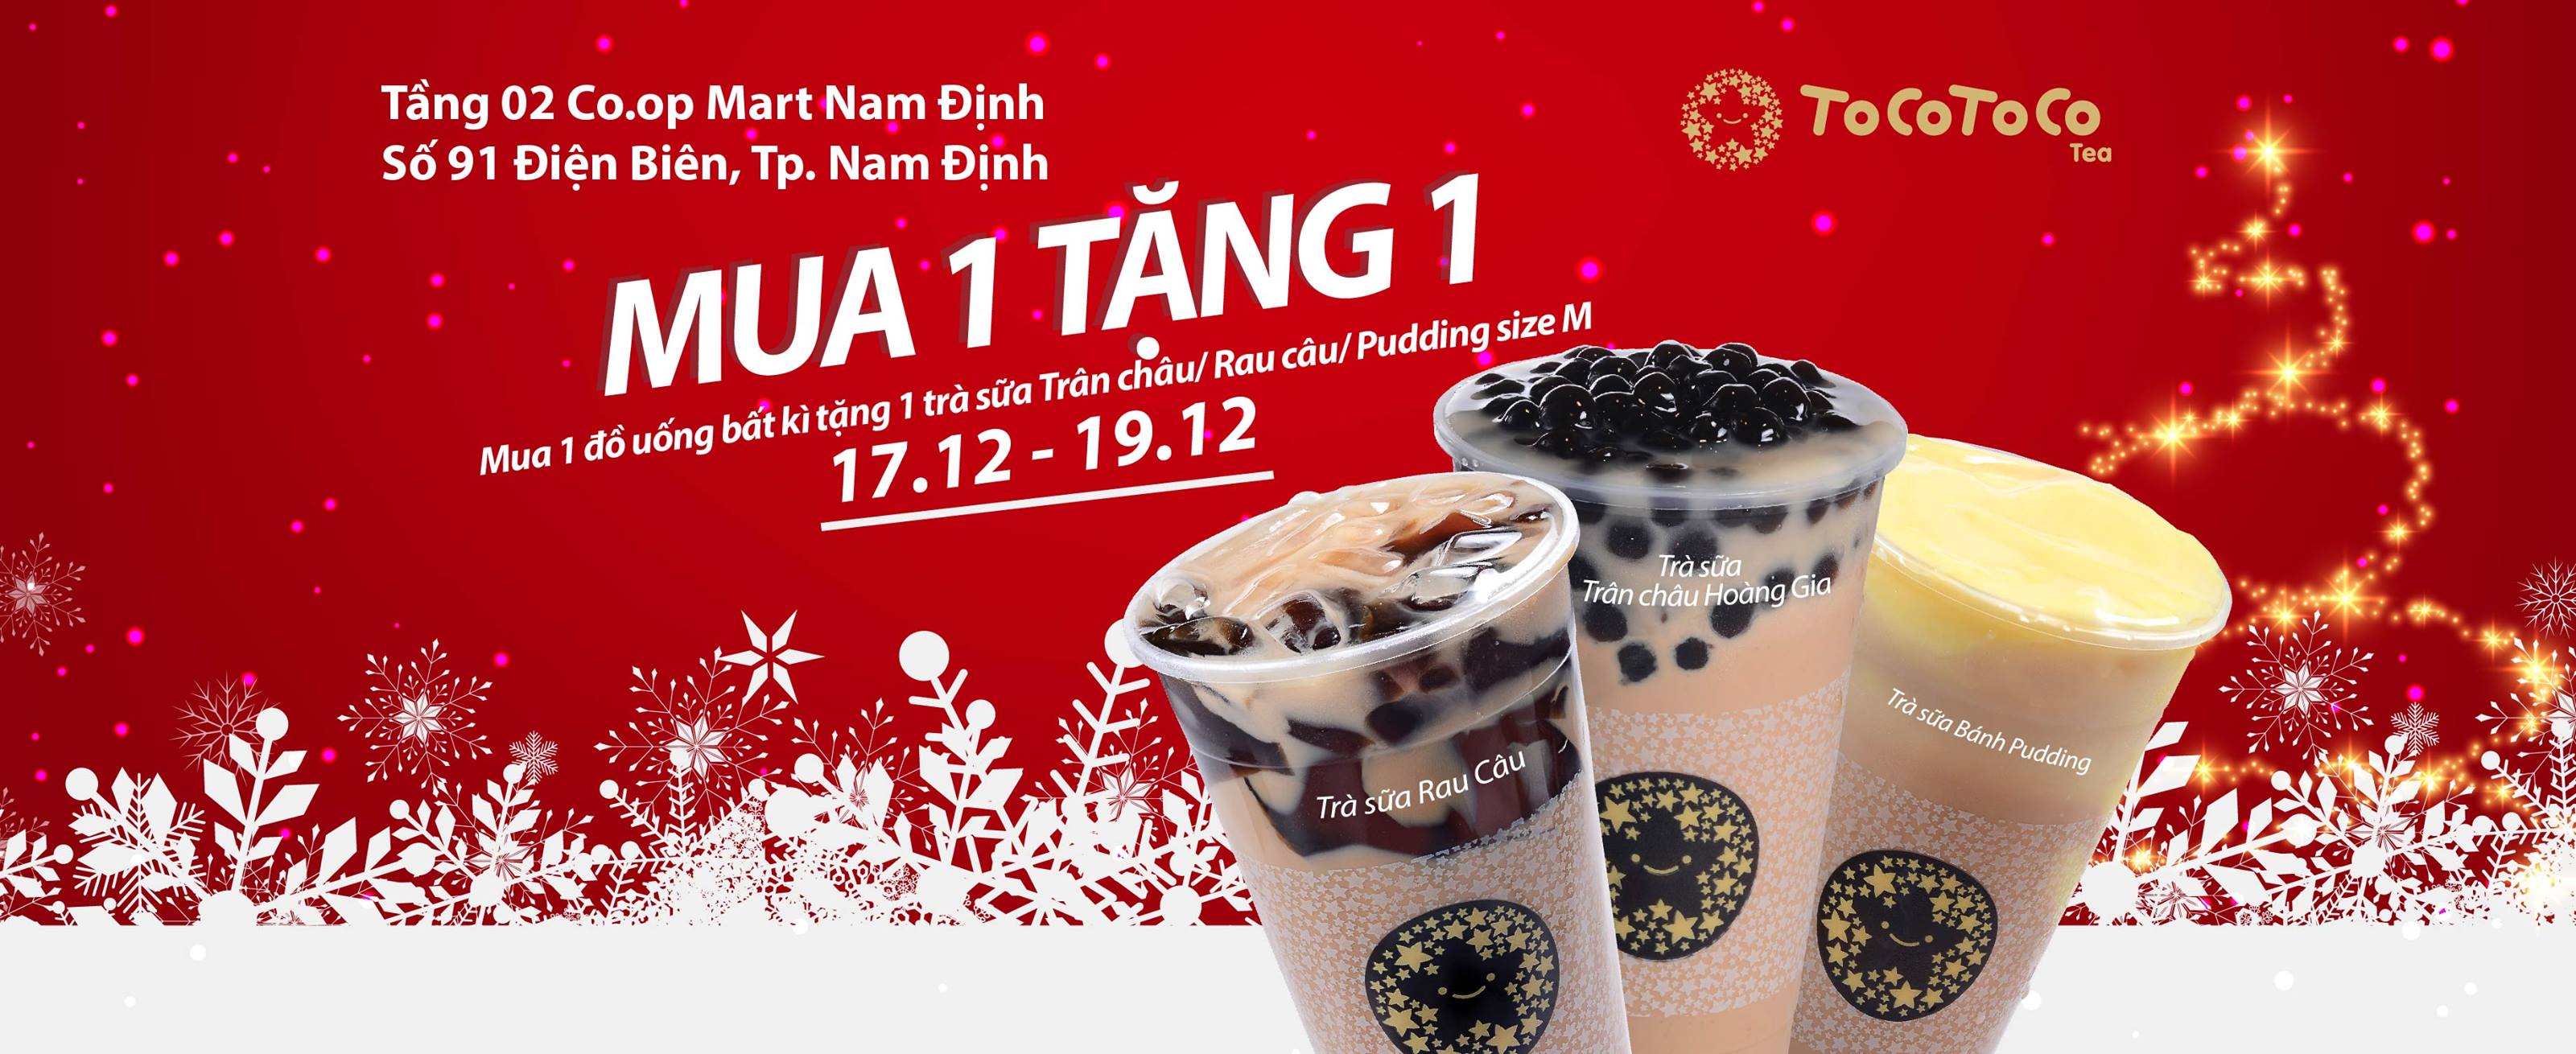 Tầng 02 Co.op Mart Nam Định
Số 91 Điện Biên, Tp. Nam Định
ToCoToCo
Tea
MUA 1 TẶNG 1
Mua 1 đồ uống bất kì tặng 1 trà sữa Trân châu/ Rau câu/ Pudding size M
17.12 - 19.12
Trà sữa
Trân châu Hoàng Gia
Trà sữa Bánh Pudding
Trà sữa Rau Câu